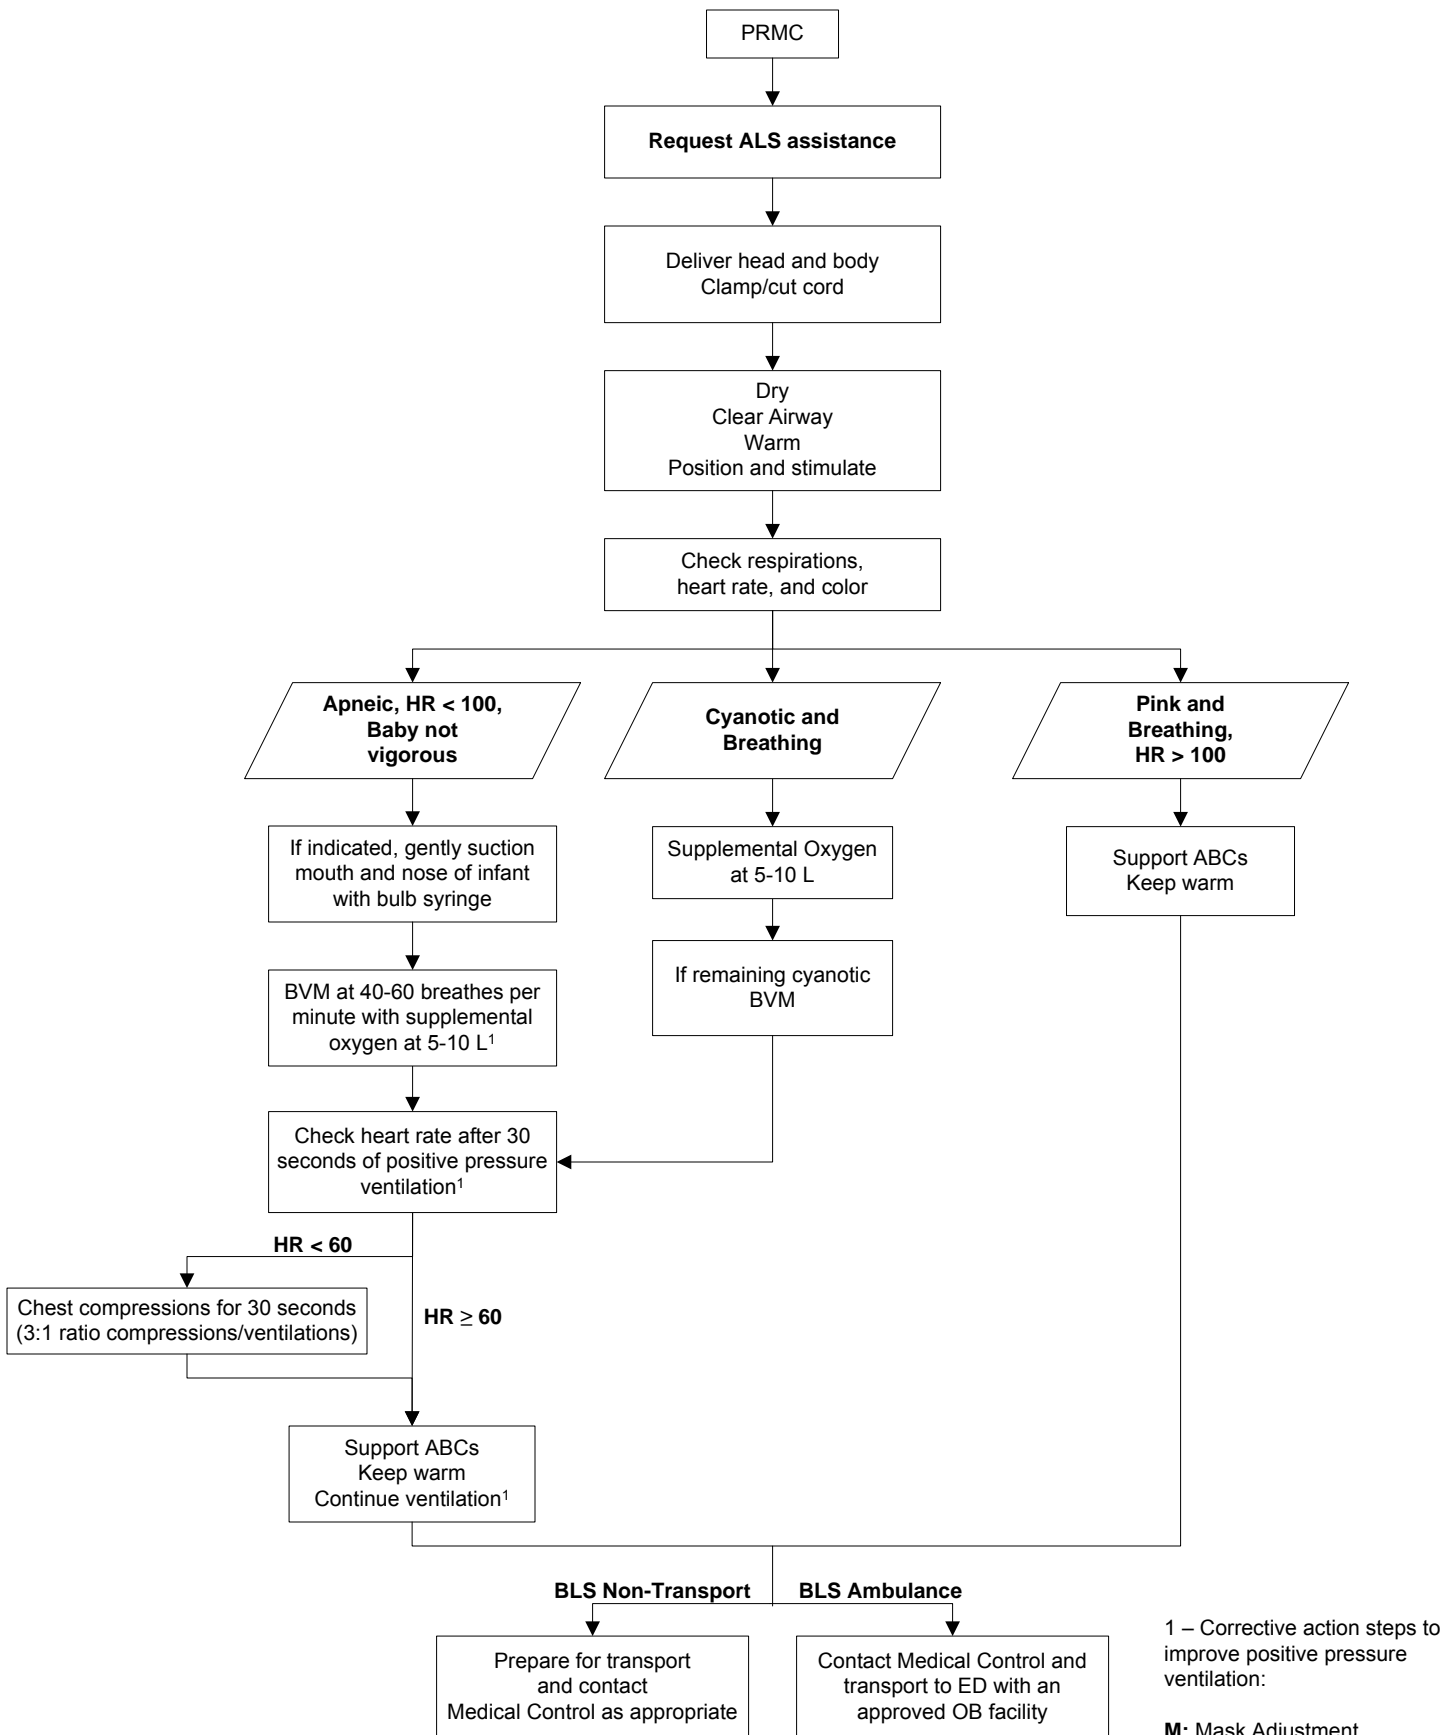 PRMC
Request ALS assistance
Deliver head and body
Clamp/cut cord
Dry
Clear Airway
Warm
Position and stimulate
Check respirations,
heart rate, and color
Apneic, HR < 100,
Baby not
vigorous
Cyanotic and
Breathing
Pink and
Breathing,
HR > 100
If indicated, gently suction
mouth and nose of infant
with bulb syringe
Supplemental Oxygen
at 5-10 L
Support ABCs
Keep warm
BVM at 40-60 breathes per
minute with supplemental
oxygen at 5-10 L¹
If remaining cyanotic
BVM
Check heart rate after 30
seconds of positive pressure
ventilation¹
HR < 60
Chest compressions for 30 seconds
(3:1 ratio compressions/ventilations)
HR ≥ 60
Support ABCs
Keep warm
Continue ventilation¹
BLS Non-Transport
BLS Ambulance
Prepare for transport
and contact
Medical Control as appropriate
Contact Medical Control and
transport to ED with an
approved OB facility
1 – Corrective action steps to
improve positive pressure
ventilation:
M: Mask Adjustment